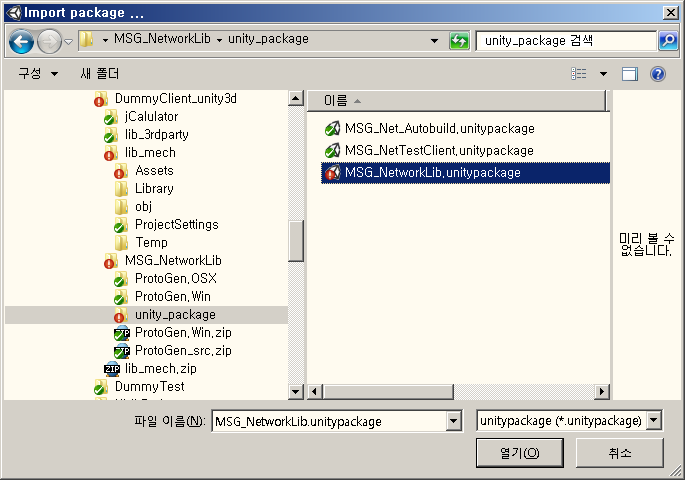 Import package ...
MSG_NetworkLib
unity_package
unity_package 검색
구성
새 폴더
DummyClient_unity3d
jCalulator
lib_3rdparty
lib_mech
Assets
Library
obj
ProjectSettings
Temp
MSG_NetworkLib
ProtoGen.OSX
ProtoGen.Win
unity_package
ProtoGen.Win.zip
ProtoGen_src.zip
lib_mech.zip
DummyTest
이름
MSG_Net_Autobuild.unitypackage
MSG_NetTestClient.unitypackage
MSG_NetworkLib.unitypackage
미리 볼 수
없습니다.
파일 이름(N):
MSG_NetworkLib.unitypackage
unitypackage (*.unitypackage)
열기(O)
취소